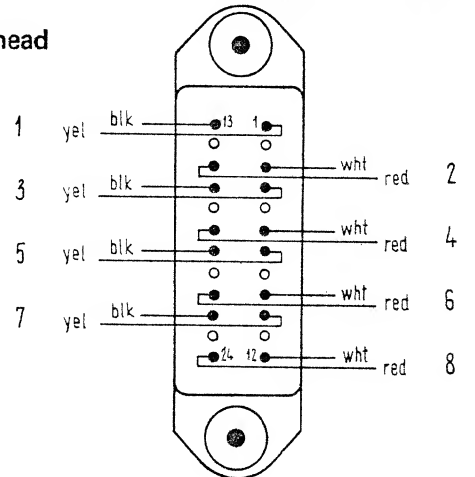 head
1 yel blk 13 1
wht red 2
3 yel blk
wht red 4
5 yel blk
wht red 6
7 yel blk
24 12 wht red 8